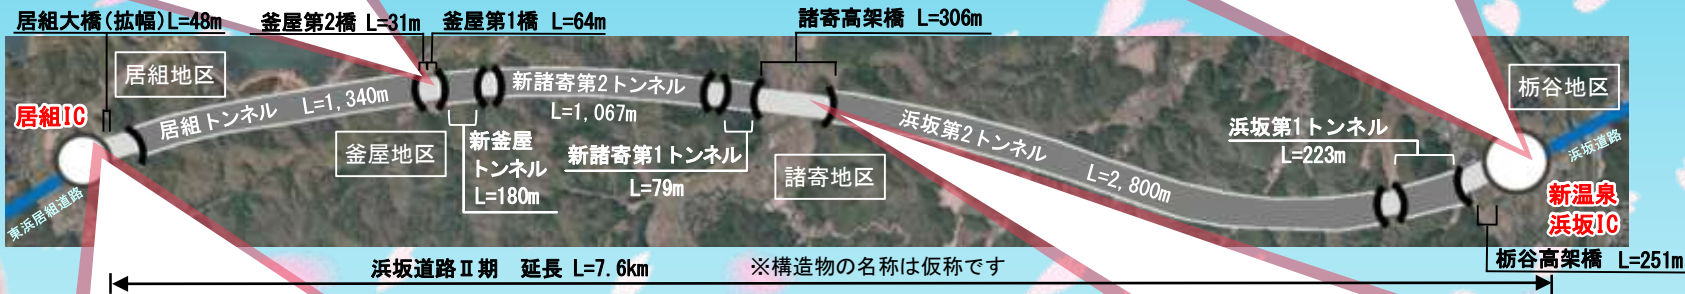 居組大橋(拡幅)L=48m
釜屋第2橋 L=31m
釜屋第1橋 L=64m
諸寄高架橋 L=306m
居組地区
栃谷地区
居組IC
居組トンネル L=1,340m
新諸寄第2トンネル
L=1,067m
浜坂第2トンネル L=2,800m
浜坂第1トンネル
L=223m
浜坂道路
釜屋地区
新釜屋
トンネル
L=180m
新諸寄第1トンネル
L=79m
諸寄地区
東浜居組道路
新温泉
浜坂IC
栃谷高架橋 L=251m
浜坂道路Ⅱ期 延長 L=7.6km
※構造物の名称は仮称です